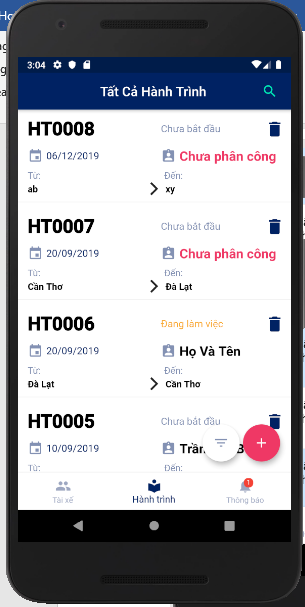 3:04
Tất Cả Hành Trình
HT0008 Chưa bắt đầu
06/12/2019 Chưa phân công
Từ: Đến:
ab xy
HT0007 Chưa bắt đầu
20/09/2019 Chưa phân công
Từ: Đến:
Cần Thơ Đà Lạt
HT0006 Đang làm việc
20/09/2019 Họ Và Tên
Từ: Đến:
Đà Lạt Cần Thơ
HT0005 Chưa bắt đầu
10/09/2019
Từ: Đến:
1
Tài xế Hành trình Thông báo